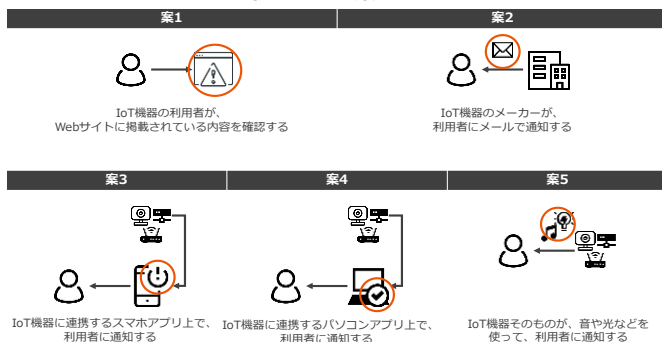 案1
案2
IoT機器の利用者が、
Webサイトに掲載されている内容を確認する
IoT機器のメーカーが、
利用者にメールで通知する
案3
案4
案5
IoT機器に連携するスマホアプリ上で、
利用者に通知する
IoT機器に連携するパソコンアプリ上で、
利用者に通知する
IoT機器そのものが、音や光などを
使って、利用者に通知する